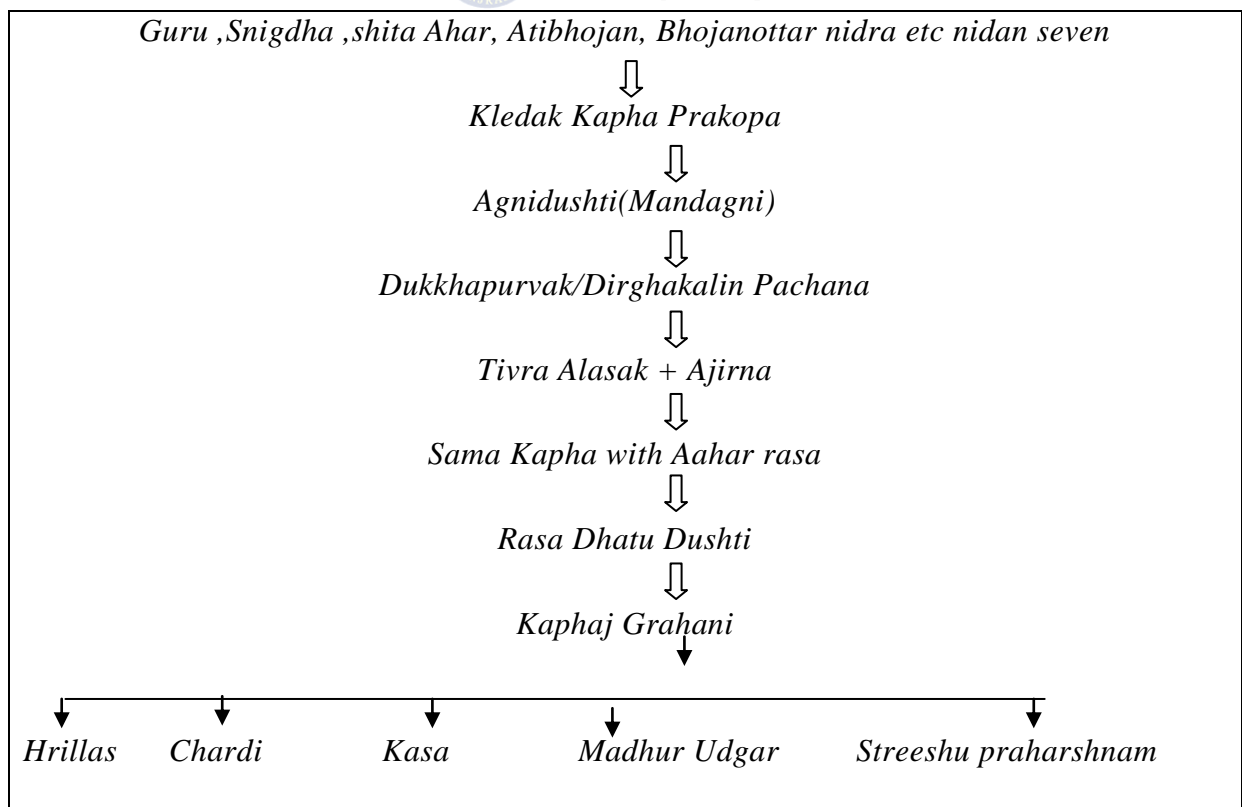 Guru ,Snigdha ,shita Ahar, Atibhojan, Bhojanottar nidra etc nidan seven
Kledak Kapha Prakopa
Agnidushti(Mandagni)
Dukkhapurvak/Dirghakalin Pachana
Tivra Alasak + Ajirna
Sama Kapha with Aahar rasa
Rasa Dhatu Dushti
Kaphaj Grahani
Hrillas Chardi Kasa Madhur Udgar Streeshu praharshnam